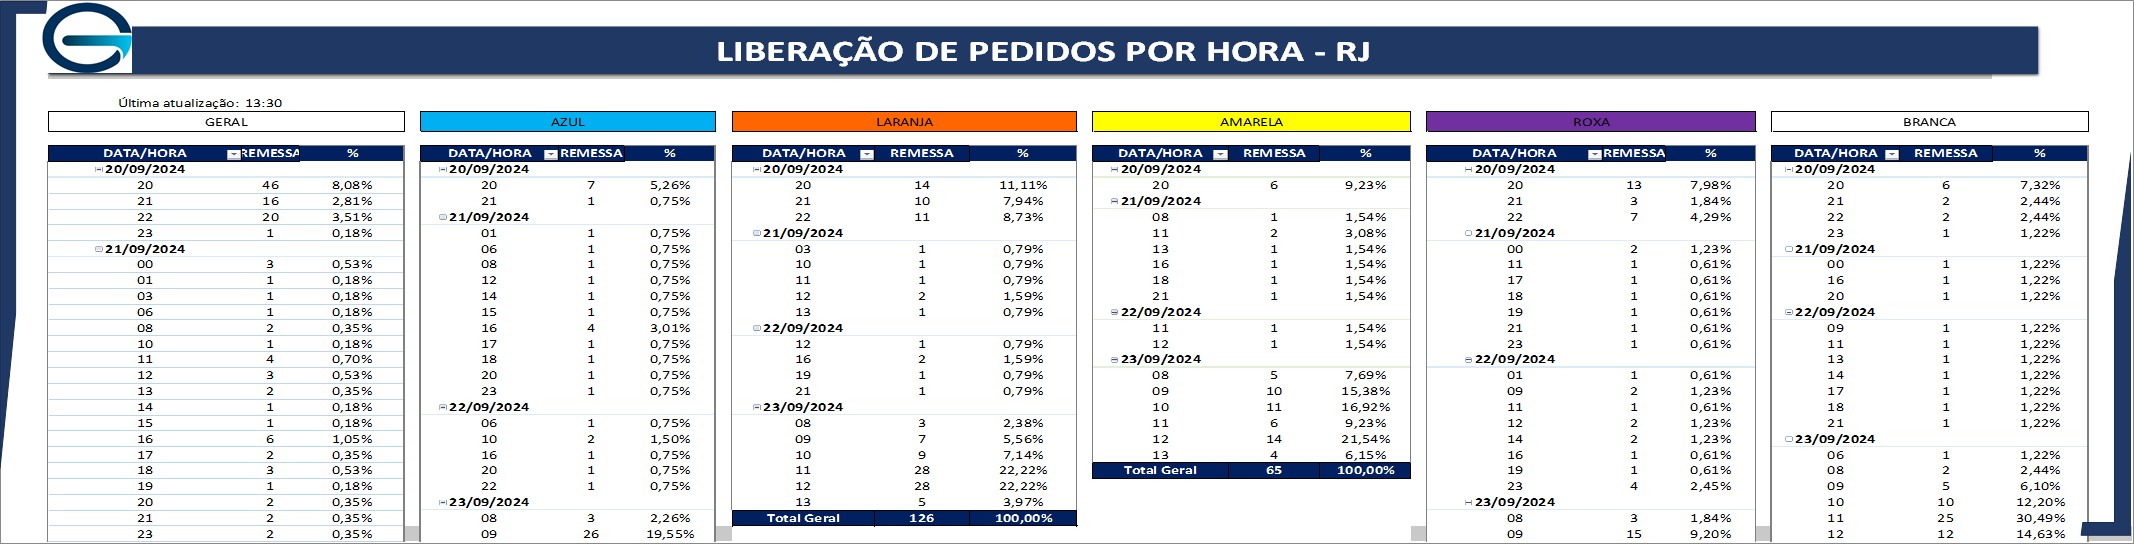 LIBERAÇÃO DE PEDIDOS POR HORA - RJ
Última atualização: 13:30
GERAL
DATA/HORA REMESSA %
20/09/2024
20 46 8,08%
21 16 2,81%
22 20 3,51%
23 1 0,18%
21/09/2024
00 3 0,53%
01 1 0,18%
03 1 0,18%
06 1 0,18%
08 2 0,35%
10 1 0,18%
11 4 0,70%
12 3 0,53%
13 2 0,35%
14 1 0,18%
15 1 0,18%
16 6 1,05%
17 2 0,35%
18 3 0,53%
19 1 0,18%
20 2 0,35%
21 2 0,35%
23 2 0,35%
AZUL
DATA/HORA REMESSA %
20/09/2024
20 7 5,26%
21 1 0,75%
21/09/2024
01 1 0,75%
06 1 0,75%
08 1 0,75%
12 1 0,75%
14 1 0,75%
15 1 0,75%
16 4 3,01%
17 1 0,75%
18 1 0,75%
20 1 0,75%
23 1 0,75%
22/09/2024
06 1 0,75%
10 2 1,50%
16 1 0,75%
20 1 0,75%
22 1 0,75%
23/09/2024
08 3 2,26%
09 26 19,55%
LARANJA
DATA/HORA REMESSA %
20/09/2024
20 14 11,11%
21 10 7,94%
22 11 8,73%
21/09/2024
03 1 0,79%
10 1 0,79%
11 1 0,79%
12 2 1,59%
13 1 0,79%
22/09/2024
12 1 0,79%
16 2 1,59%
19 1 0,79%
21 1 0,79%
23/09/2024
08 3 2,38%
09 7 5,56%
10 9 7,14%
11 28 22,22%
12 28 22,22%
13 5 3,97%
Total Geral 126 100,00%
AMARELA
DATA/HORA REMESSA %
20/09/2024
20 6 9,23%
21/09/2024
08 1 1,54%
11 2 3,08%
13 1 1,54%
16 1 1,54%
18 1 1,54%
21 1 1,54%
22/09/2024
11 1 1,54%
12 1 1,54%
23/09/2024
08 5 7,69%
09 10 15,38%
10 11 16,92%
11 6 9,23%
12 14 21,54%
13 4 6,15%
Total Geral 65 100,00%
ROXA
DATA/HORA REMESSA %
20/09/2024
20 13 7,98%
21 3 1,84%
22 7 4,29%
21/09/2024
00 2 1,23%
11 1 0,61%
17 1 0,61%
18 1 0,61%
19 1 0,61%
21 1 0,61%
23 1 0,61%
22/09/2024
01 1 0,61%
09 2 1,23%
11 1 0,61%
12 2 1,23%
14 2 1,23%
16 1 0,61%
19 1 0,61%
23 4 2,45%
23/09/2024
08 3 1,84%
09 15 9,20%
BRANCA
DATA/HORA REMESSA %
20/09/2024
20 6 7,32%
21 2 2,44%
22 2 2,44%
23 1 1,22%
21/09/2024
00 1 1,22%
16 1 1,22%
20 1 1,22%
22/09/2024
09 1 1,22%
11 1 1,22%
13 1 1,22%
14 1 1,22%
17 1 1,22%
18 1 1,22%
21 1 1,22%
23/09/2024
06 1 1,22%
08 2 2,44%
09 5 6,10%
10 10 12,20%
11 25 30,49%
12 12 14,63%